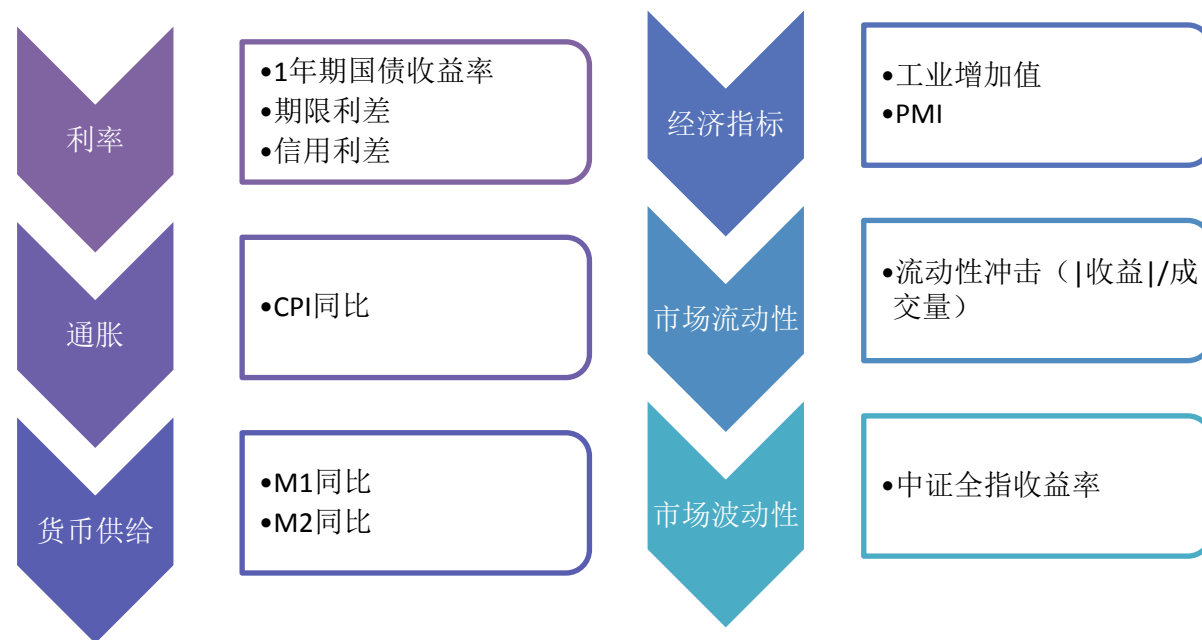 利率
•1年期国债收益率
•期限利差
•信用利差
通胀
•CPI同比
货币供给
•M1同比
•M2同比
经济指标
•工业增加值
•PMI
市场流动性
•流动性冲击（|收益|/成
交量）
市场波动性
•中证全指收益率